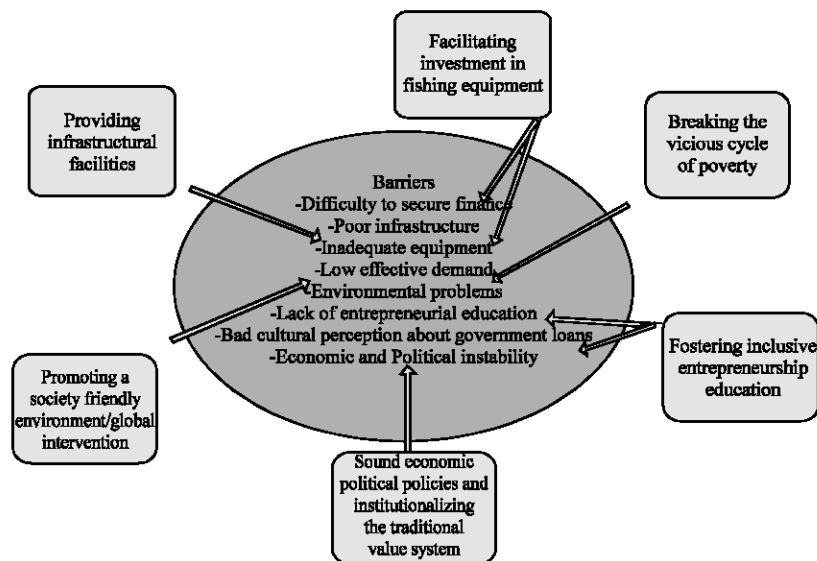 Facilitating
investment in
fishing equipment
Providing
infrastructural
facilities
Breaking the
vicious cycle
of poverty
Barriers
-Difficulty to secure finance
-Poor infrastructure
-Inadequate equipment
-Low effective demand
-Environmental problems
-Lack of entrepreneurial education
-Bad cultural perception about government loans
-Economic and Political instability
Fostering inclusive
entrepreneurship
education
Promoting a
society friendly
environment/global
intervention
Sound economic
political policies and
institutionalizing
the traditional
value system